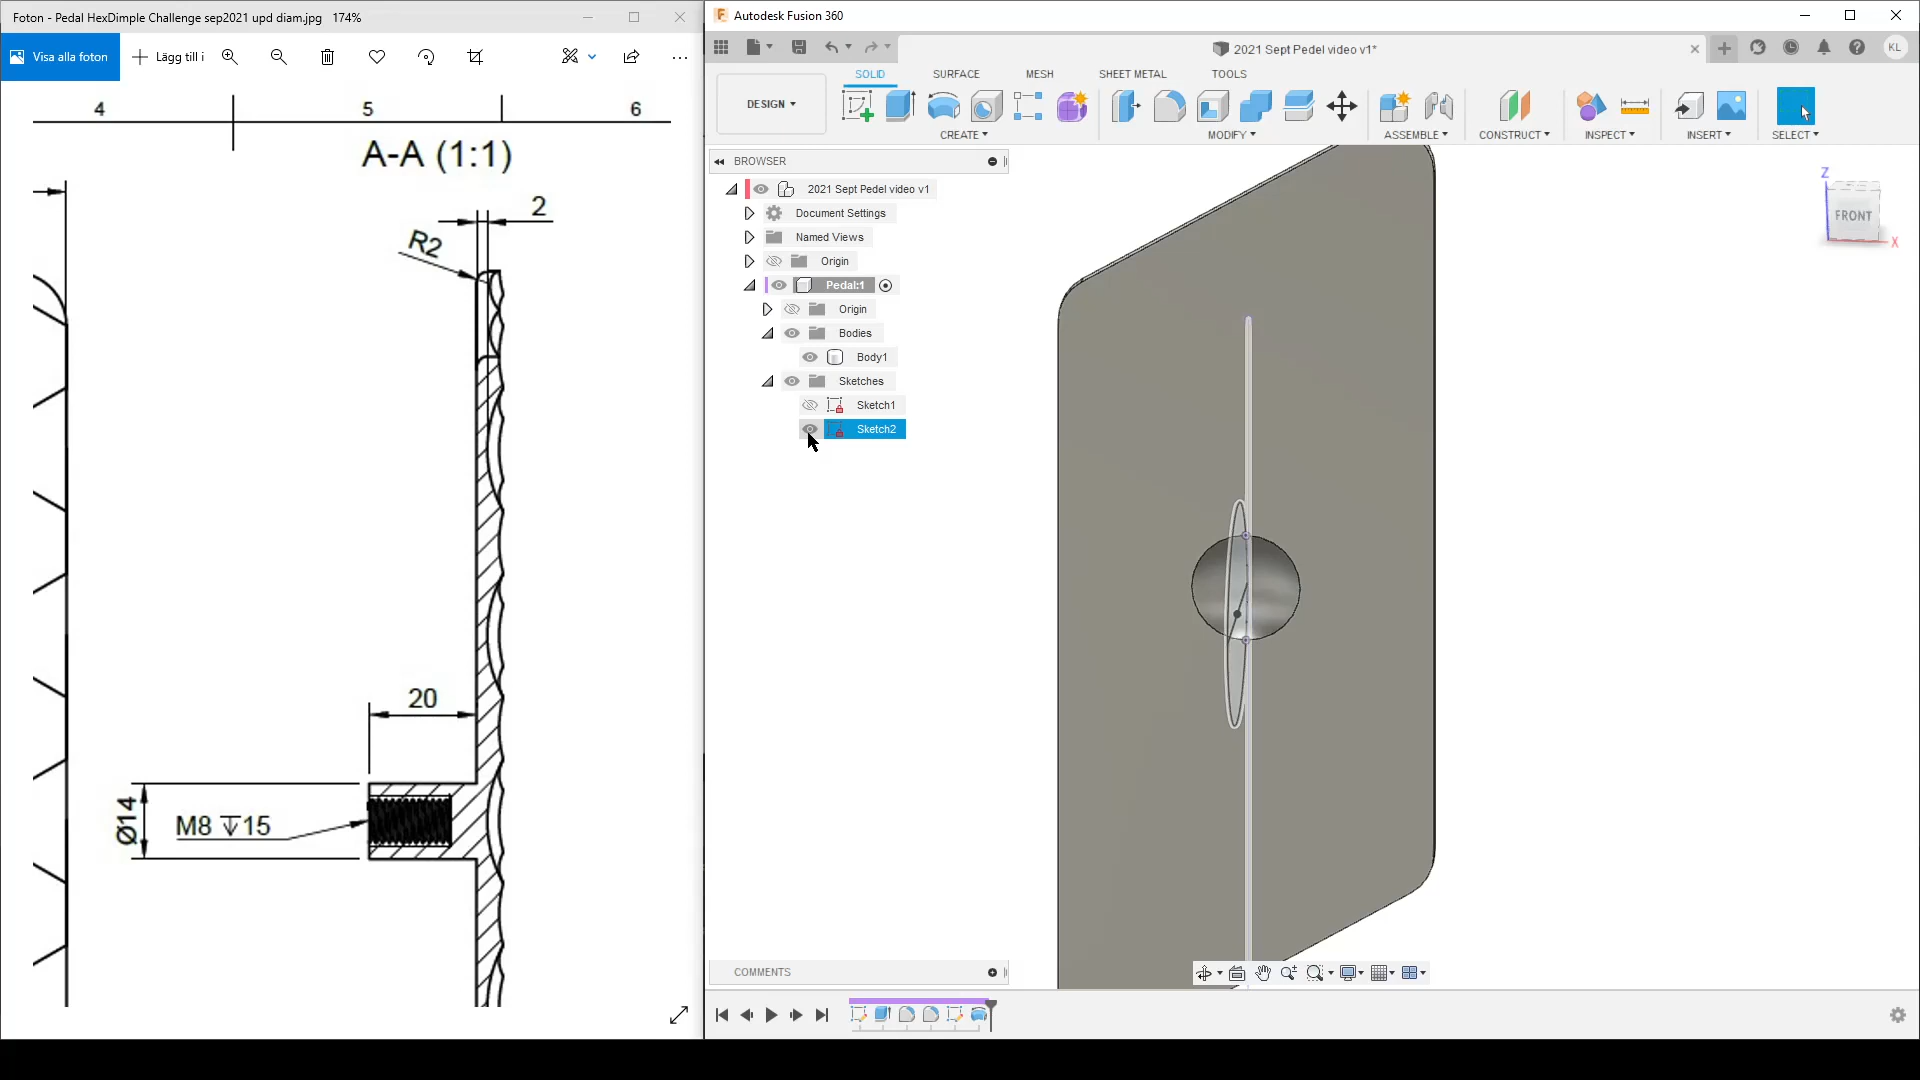 Foton - Pedal HexDimple Challenge sep2021 upd diam.jpg   174%
Visa alla foton
Lägg till i
4
5
6
A-A (1:1)
2
R2
20
Ø14
M8 ↧15
Autodesk Fusion 360
2021 Sept Pedel video v1*
KL
DESIGN
SOLID
SURFACE
MESH
SHEET METAL
TOOLS
CREATE
MODIFY
ASSEMBLE
CONSTRUCT
INSPECT
INSERT
SELECT
BROWSER
2021 Sept Pedel video v1
Document Settings
Named Views
Origin
Pedal:1
Origin
Bodies
Body1
Sketches
Sketch1
Sketch2
Z
FRONT
X
COMMENTS